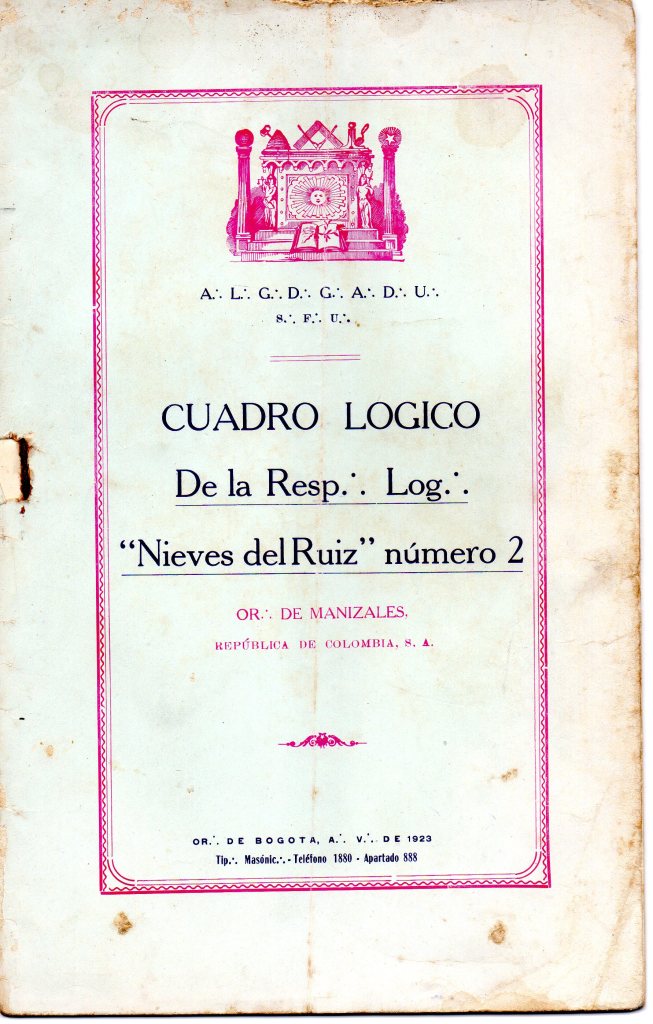 A∴ L∴ G∴ D∴ G∴ A∴ D∴ U∴
S∴ F∴ U∴
CUADRO LOGICO
De la Resp∴ Log∴
“Nieves del Ruiz” número 2
OR∴ DE MANIZALES,
REPÚBLICA DE COLOMBIA, S. A.
OR∴ DE BOGOTA, A∴ V∴ DE 1923
Tip∴ Masónic∴ - Teléfono 1880 - Apartado 888